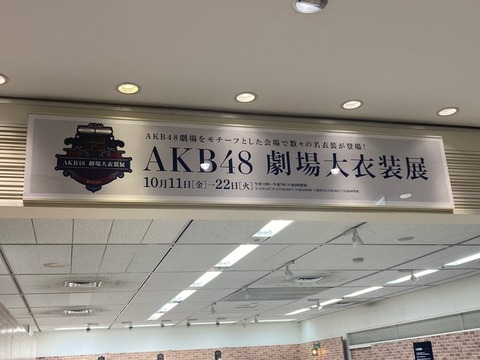 AKB48劇場をモチーフとした会場で数々の名衣装が登場!
AKB48 劇場大衣装展
AKB48 劇場大衣装展
10月11日[金]→22日[火]